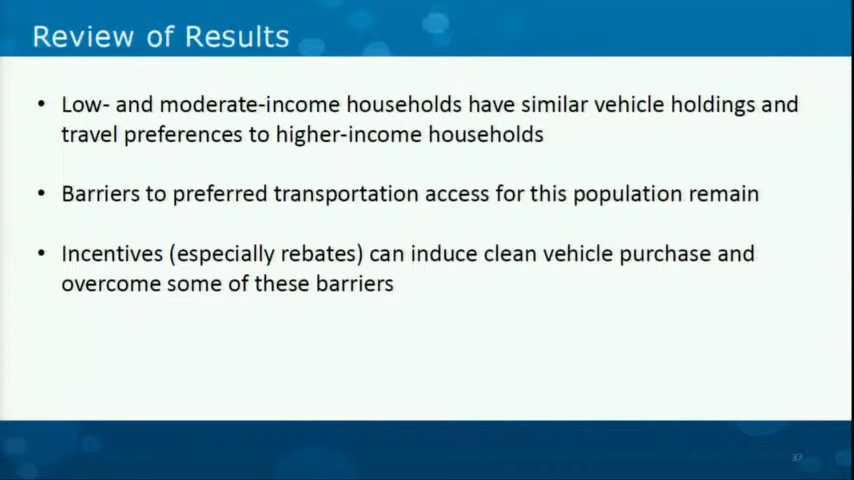 Review of Results
• Low- and moderate-income households have similar vehicle holdings and
travel preferences to higher-income households
• Barriers to preferred transportation access for this population remain
• Incentives (especially rebates) can induce clean vehicle purchase and
overcome some of these barriers
37